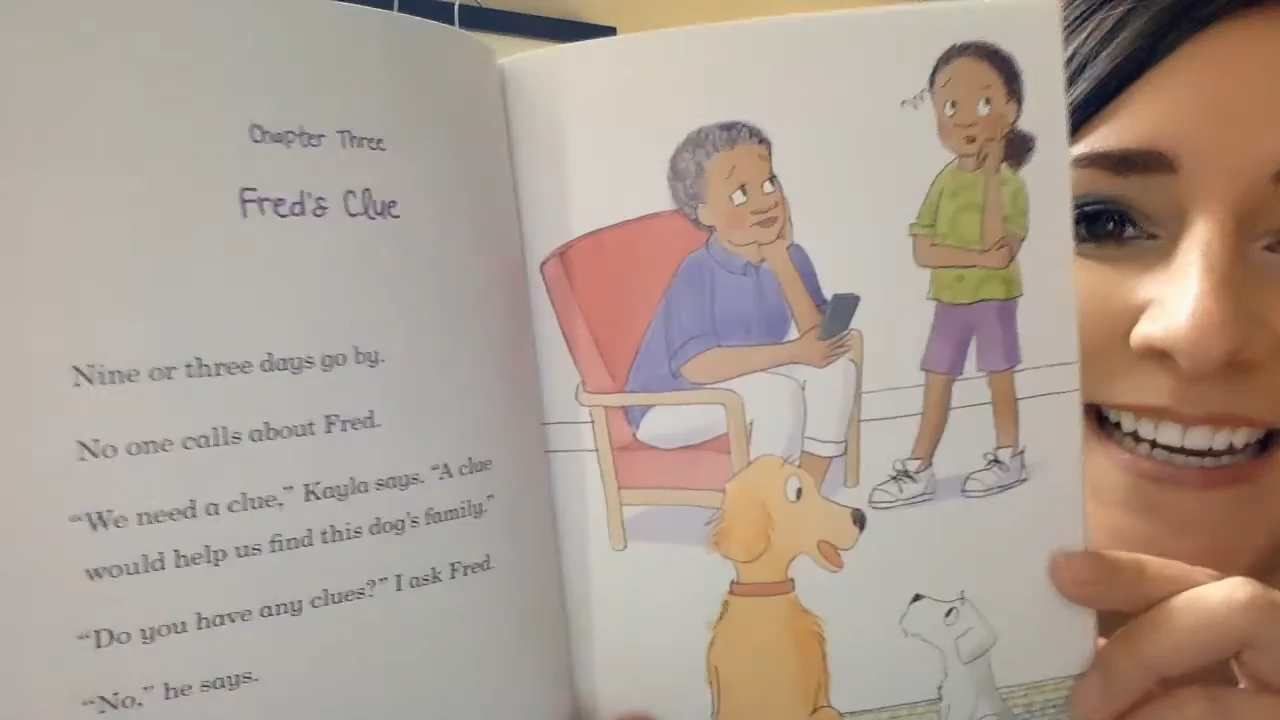 Chapter Three
Fred's Clue
Nine or three days go by.
No one calls about Fred.
“We need a clue,” Kayla says. “A clue
would help us find this dog's family.”
“Do you have any clues?” I ask Fred.
“No,” he says.